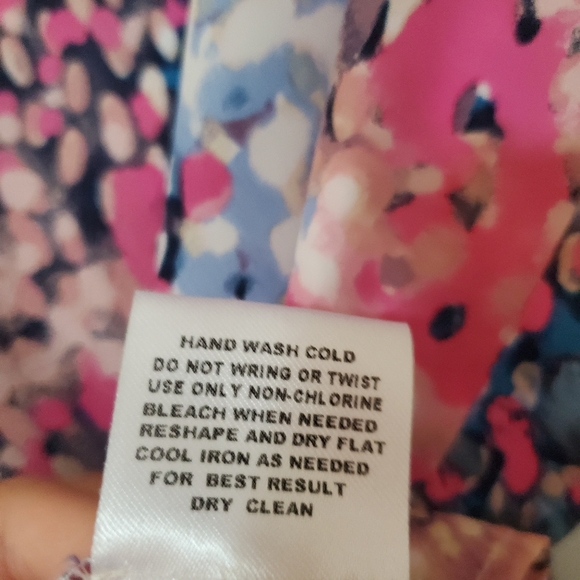 HAND WASH COLD
DO NOT WRING OR TWIST
USE ONLY NON-CHLORINE
BLEACH WHEN NEEDED
RESHAPE AND DRY FLAT
COOL IRON AS NEEDED
FOR BEST RESULT
DRY CLEAN